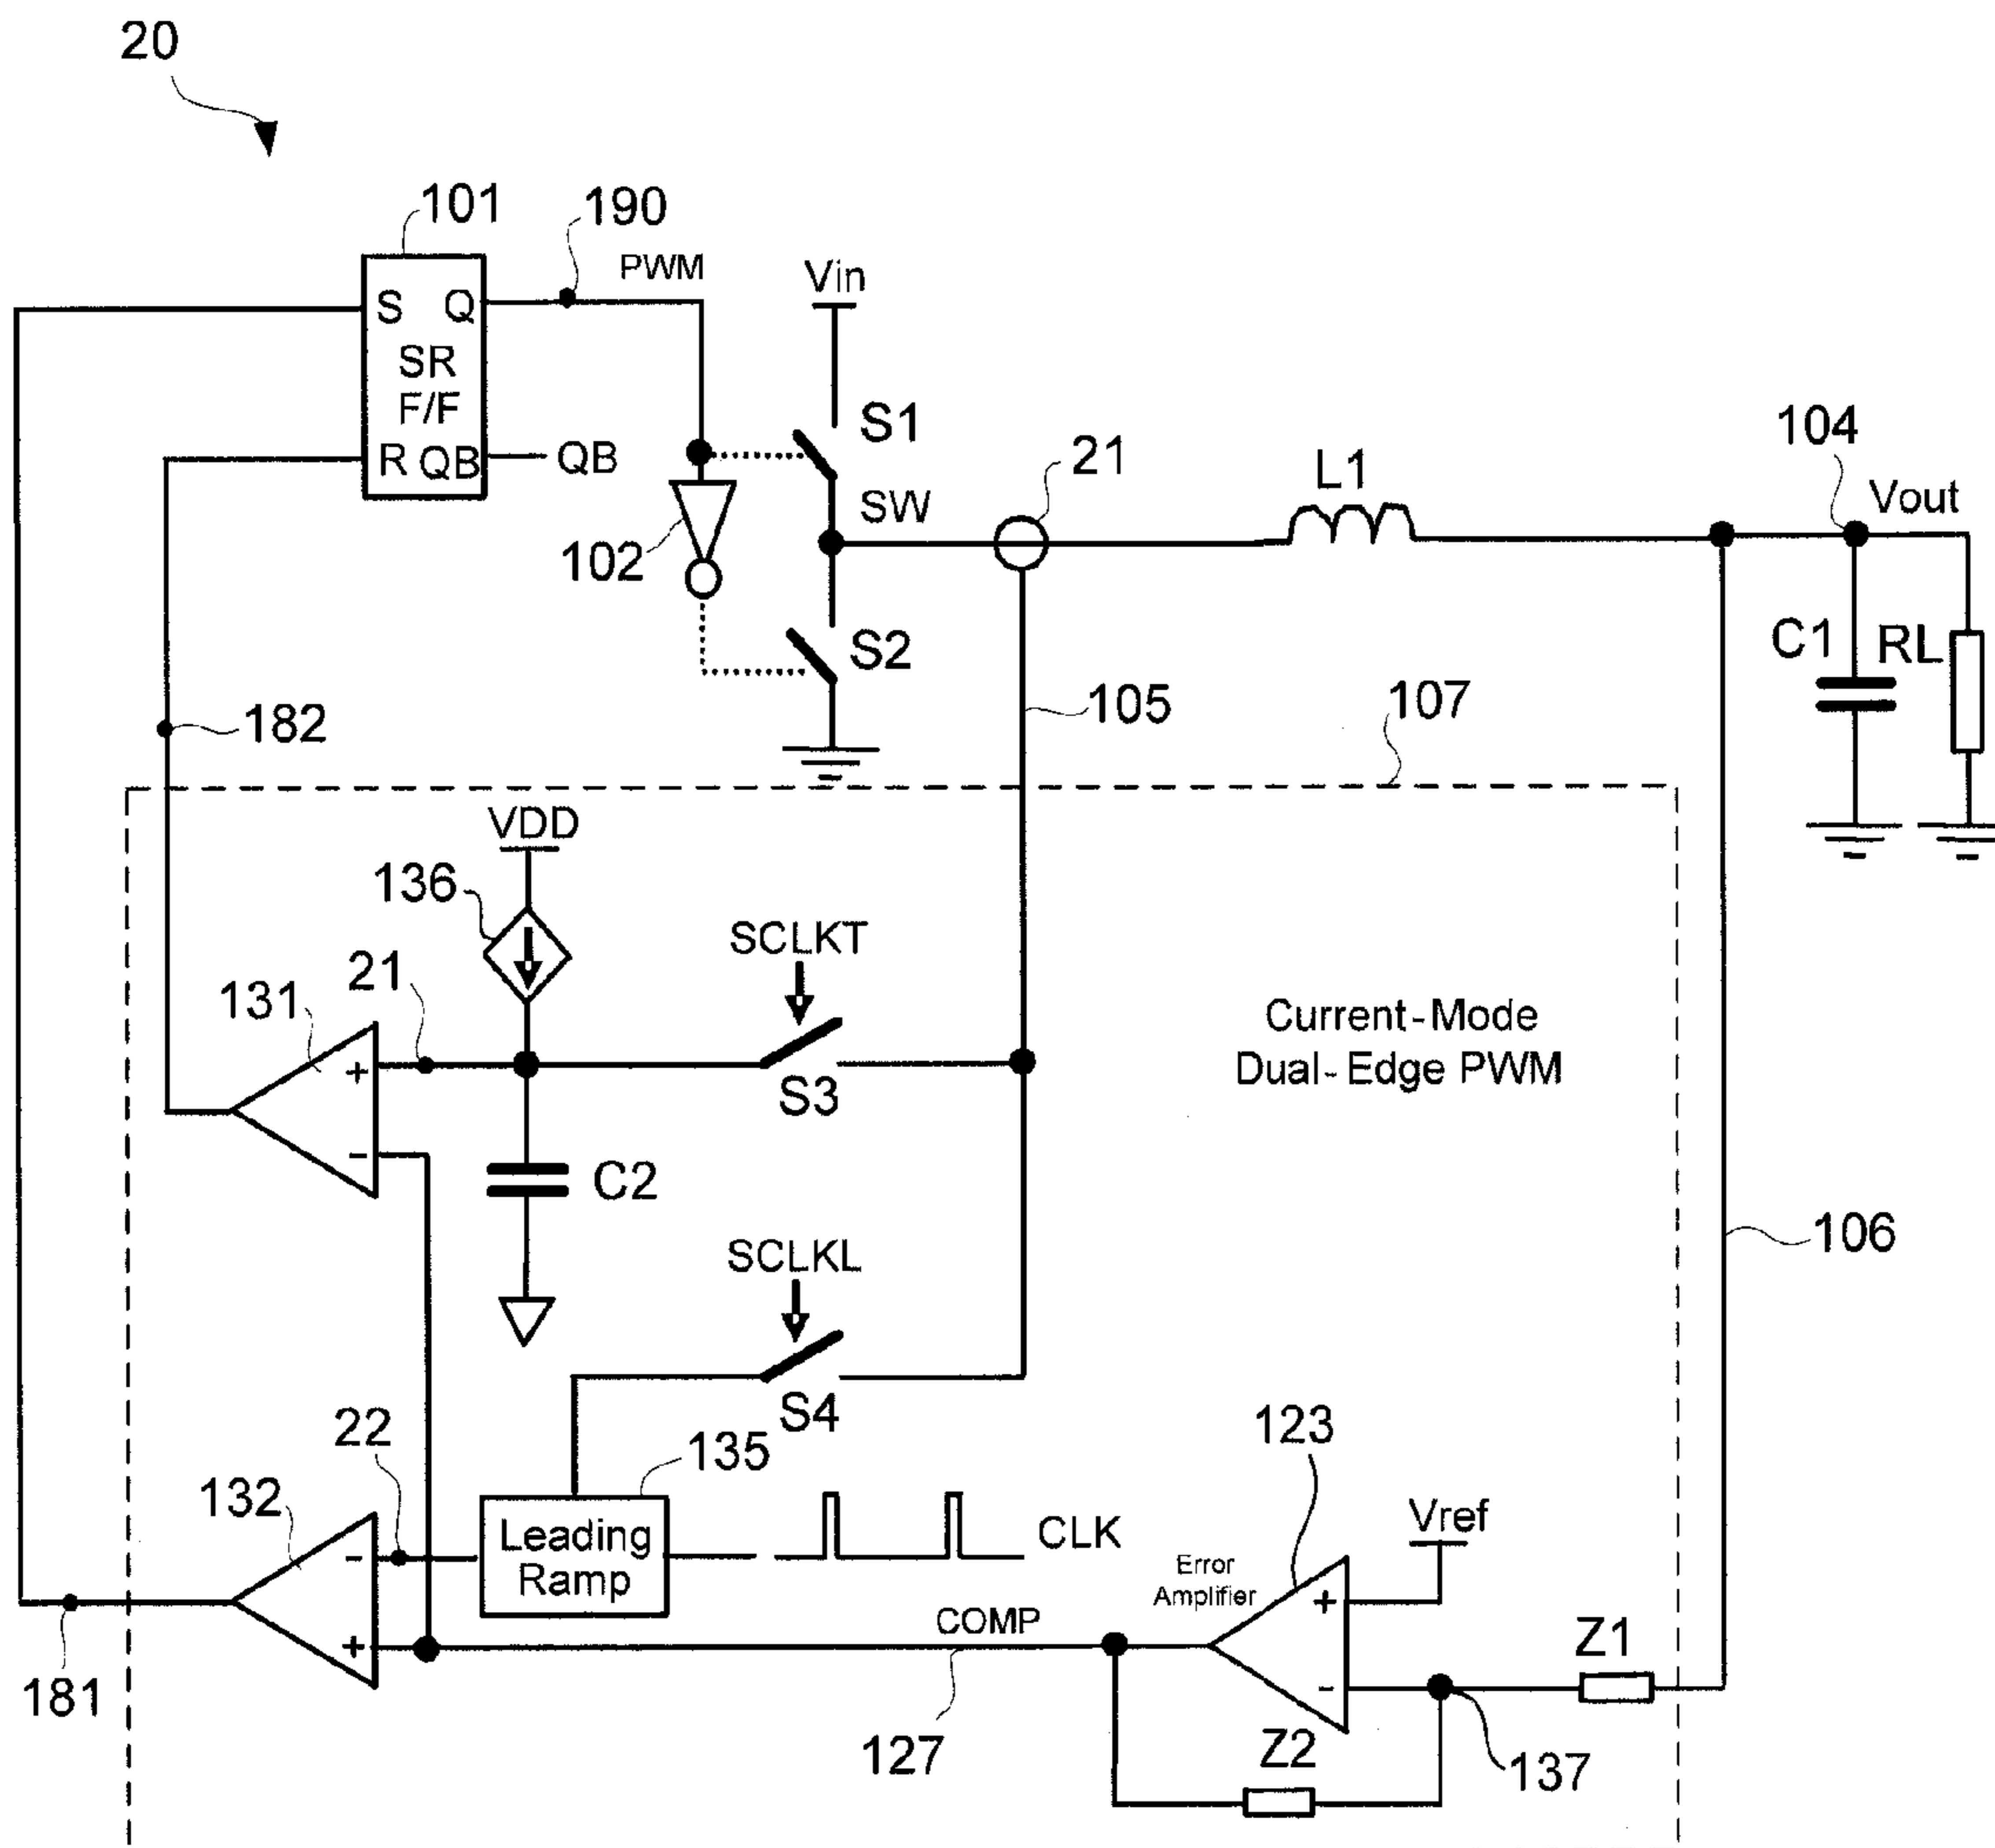 20
101
190
PWM
Vin
S Q
SR
F/F
R QB
QB
S1
SW
21
L1
104
Vout
102
S2
C1
RL
182
105
107
VDD
136
SCLKT
21
131
+
-
S3
Current-Mode
Dual-Edge PWM
C2
SCLKL
106
S4
22
135
123
132
Vref
-
Leading
Ramp
CLK
Error
Amplifier
+
COMP
+
Z1
-
181
127
Z2
137